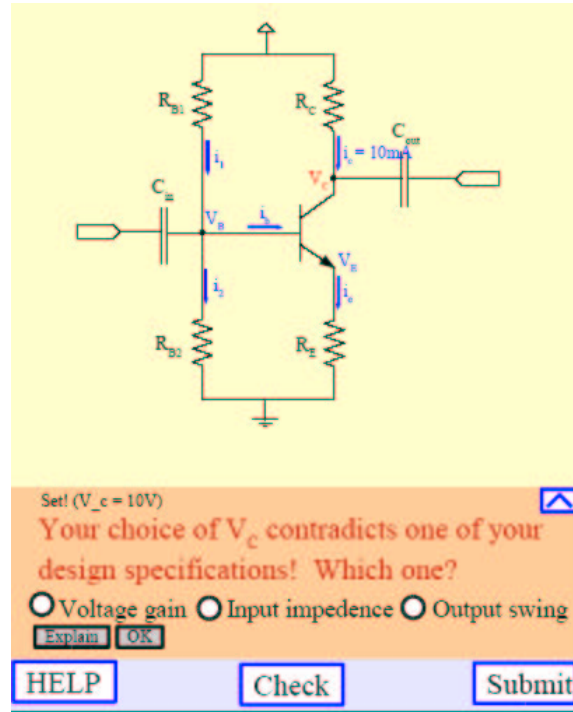 R_B1
R_C
C_out
i_1
i_c = 10mA
V_C
C_in
V_B
i_b
V_E
i_2
i_e
R_B2
R_E
Set! (V_c = 10V)
Your choice of V_c contradicts one of your
design specifications! Which one?
Voltage gain Input impedence Output swing
Explain OK
HELP Check Submit